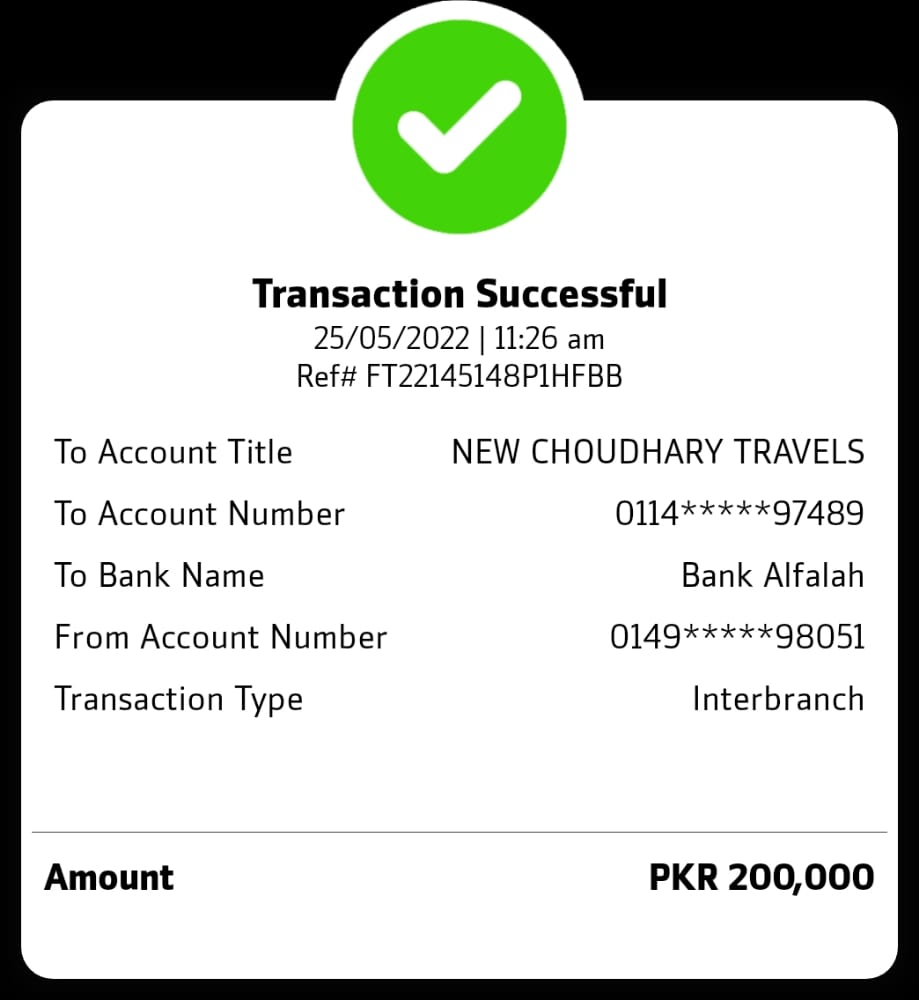 Transaction Successful
25/05/2022 | 11:26 am
Ref# FT22145148P1HFBB
To Account Title NEW CHOUDHARY TRAVELS
To Account Number 0114*****97489
To Bank Name Bank Alfalah
From Account Number 0149*****98051
Transaction Type Interbranch
Amount PKR 200,000